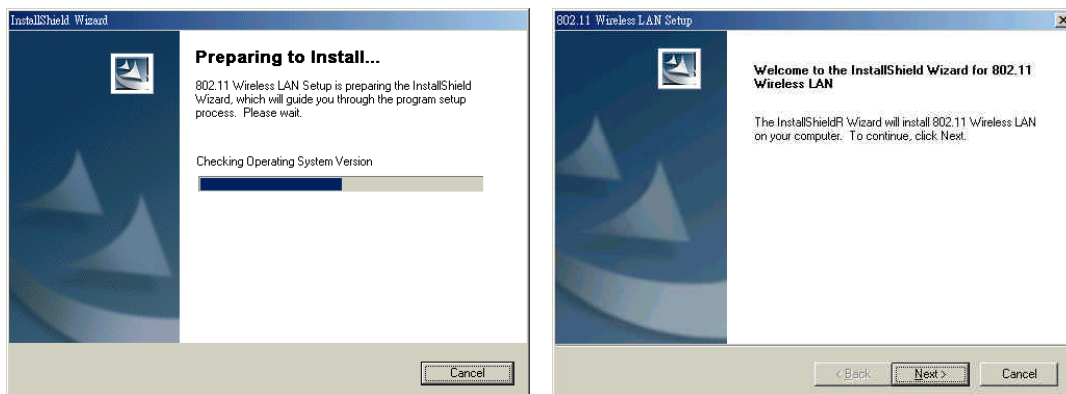 InstallShield Wizard
Preparing to Install...
802.11 Wireless LAN Setup is preparing the InstallShield
Wizard, which will guide you through the program setup
process. Please wait.
Checking Operating System Version
Cancel
802.11 Wireless LAN Setup
Welcome to the InstallShield Wizard for 802.11
Wireless LAN
The InstallShieldR Wizard will install 802.11 Wireless LAN
on your computer. To continue, click Next.
< Back
Next >
Cancel